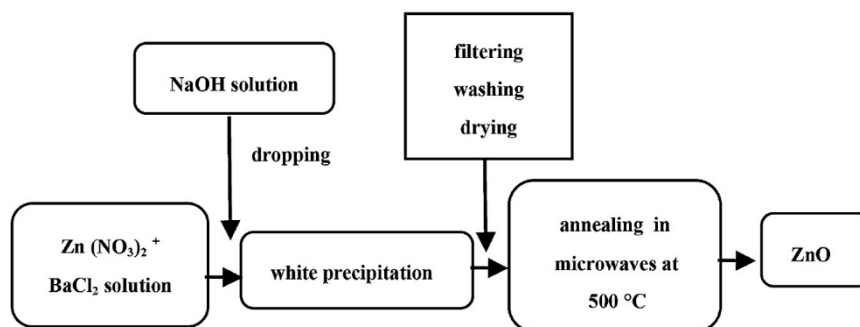 NaOH solution
dropping
filtering
washing
drying
Zn (NO₃)₂ ⁺
BaCl₂ solution
white precipitation
annealing in
microwaves at
500 °C
ZnO